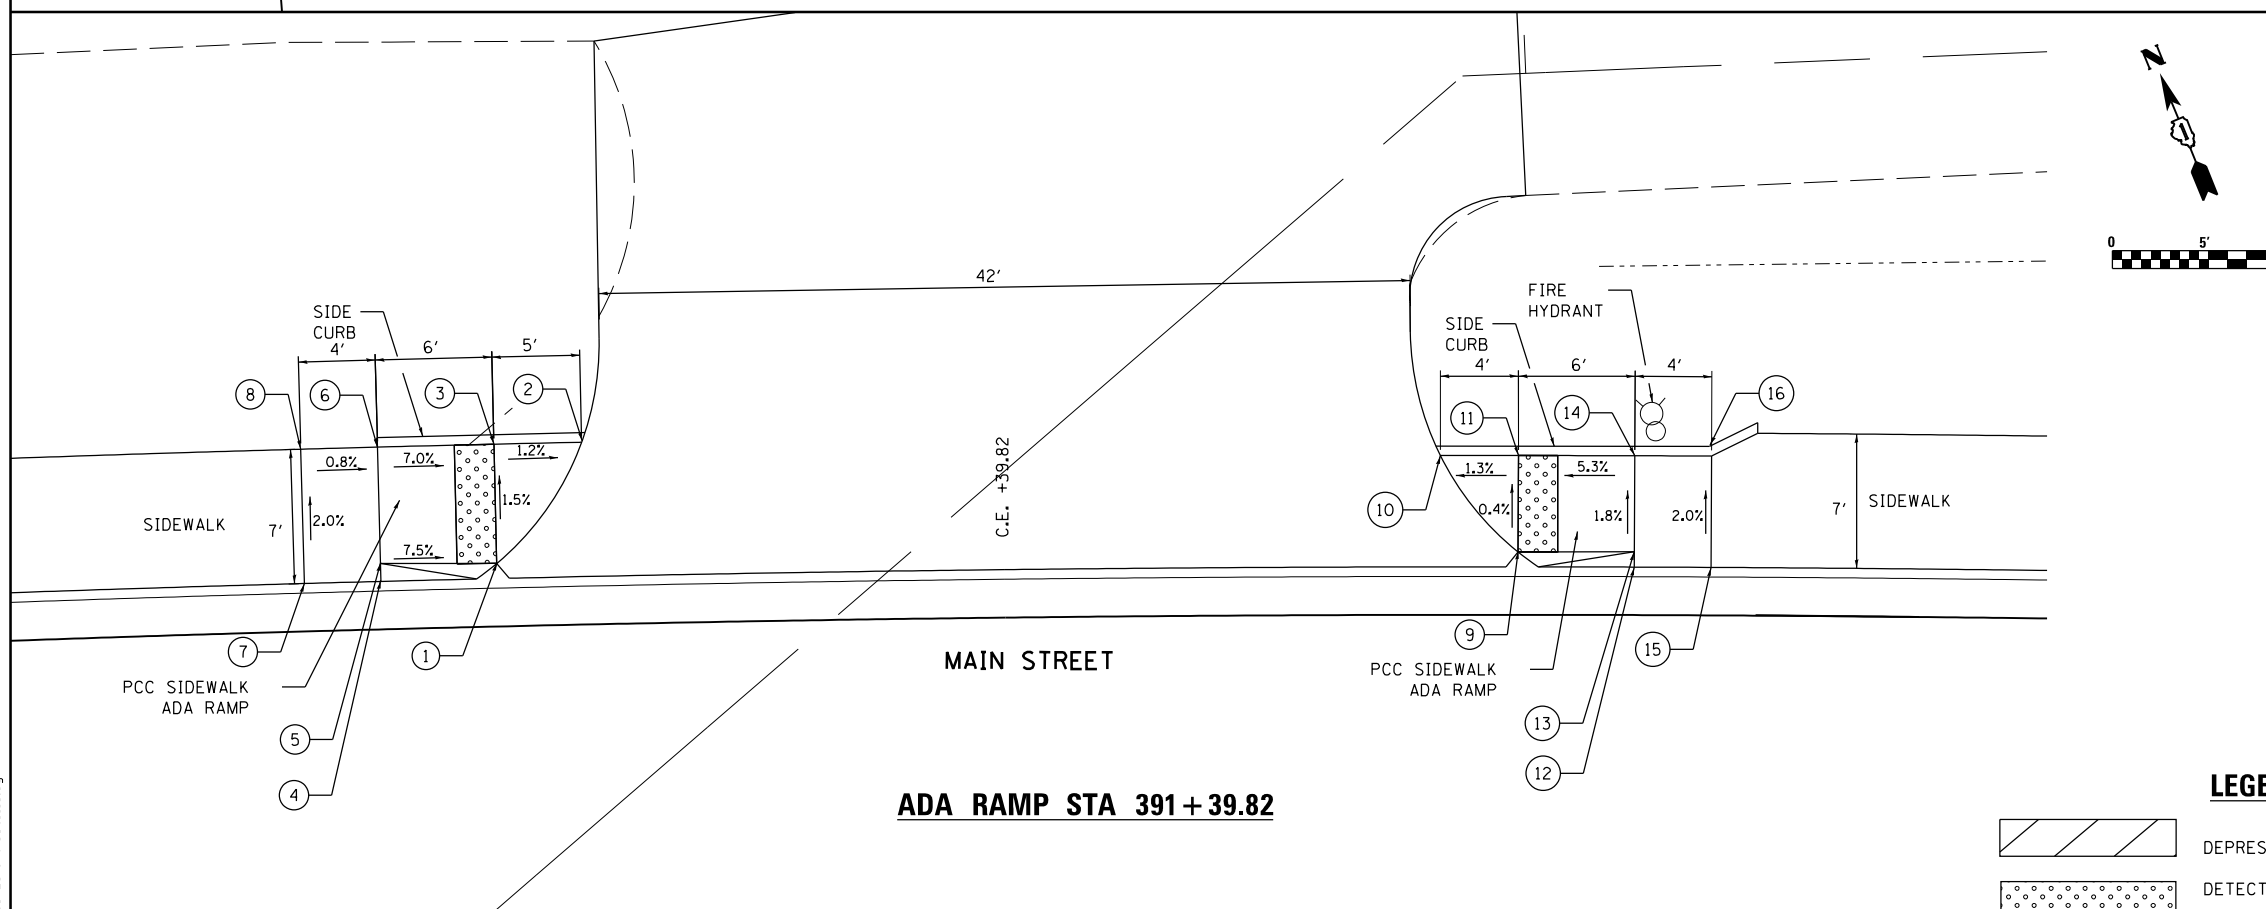 N
0 5'
42'
SIDE
CURB
4' 6' 5'
8 6 3 2
0.8% 7.0% 1.2%
2.0% 1.5%
7.5%
SIDEWALK
7'
7
1
PCC SIDEWALK
ADA RAMP
5
4
C.E. +39.82
MAIN STREET
FIRE
HYDRANT
SIDE
CURB
4' 6' 4'
11 14 16
1.3% 5.3%
10
0.4% 1.8% 2.0%
7' SIDEWALK
9
15
PCC SIDEWALK
ADA RAMP
13
12
ADA RAMP STA 391+39.82
LEGE
DEPRES
DETECT